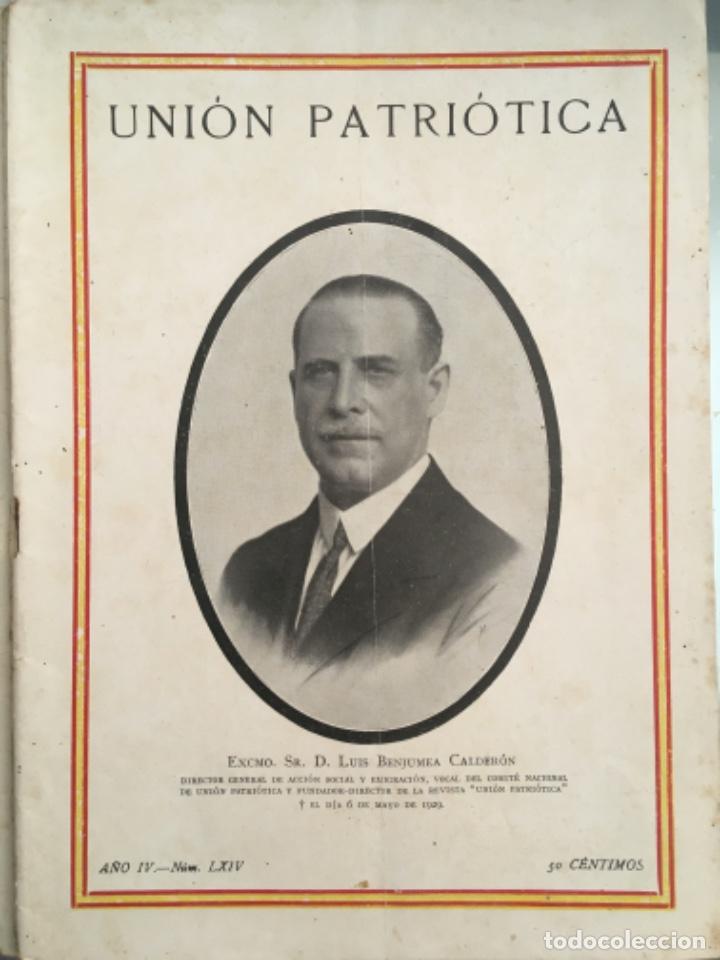 UNIÓN PATRIÓTICA
EXCMO. SR. D. LUIS BENJUMEA CALDERÓN
DIRECTOR GENERAL DE ACCIÓN SOCIAL Y EMIGRACIÓN, VOCAL DEL COMITÉ NACIONAL
DE UNIÓN PATRIÓTICA Y FUNDADOR-DIRECTOR DE LA REVISTA "UNIÓN PATRIÓTICA"
† EL DÍA 6 DE MAYO DE 1929.
AÑO IV.—Núm. LXIV
50 CÉNTIMOS
todocoleccion
todocoleccion.net